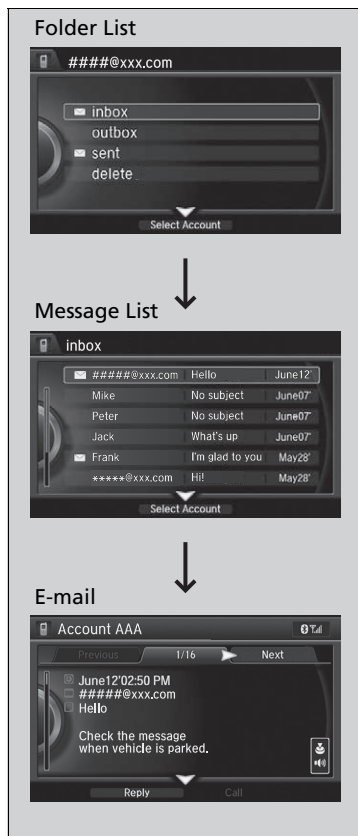 Folder List
####@xxx.com
inbox
outbox
sent
delete
Select Account
Message List
inbox
#####@xxx.com Hello June12'
Mike No subject June07'
Peter No subject June07'
Jack What's up June07'
Frank I'm glad to you May28'
*****@xxx.com Hi! May28'
Select Account
E-mail
Account AAA
Previous 1/16 Next
June12'02:50 PM
#####@xxx.com
Hello
Check the message
when vehicle is parked.
Reply Call